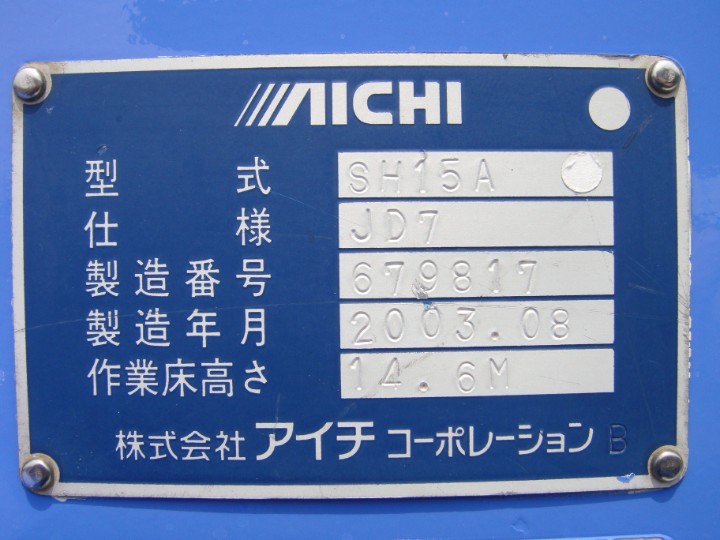 AICHI
型式 SH15A
仕様 JD7
製造番号 679817
製造年月 2003.08
作業床高さ 14.6M
株式会社 アイチ コーポレーション B